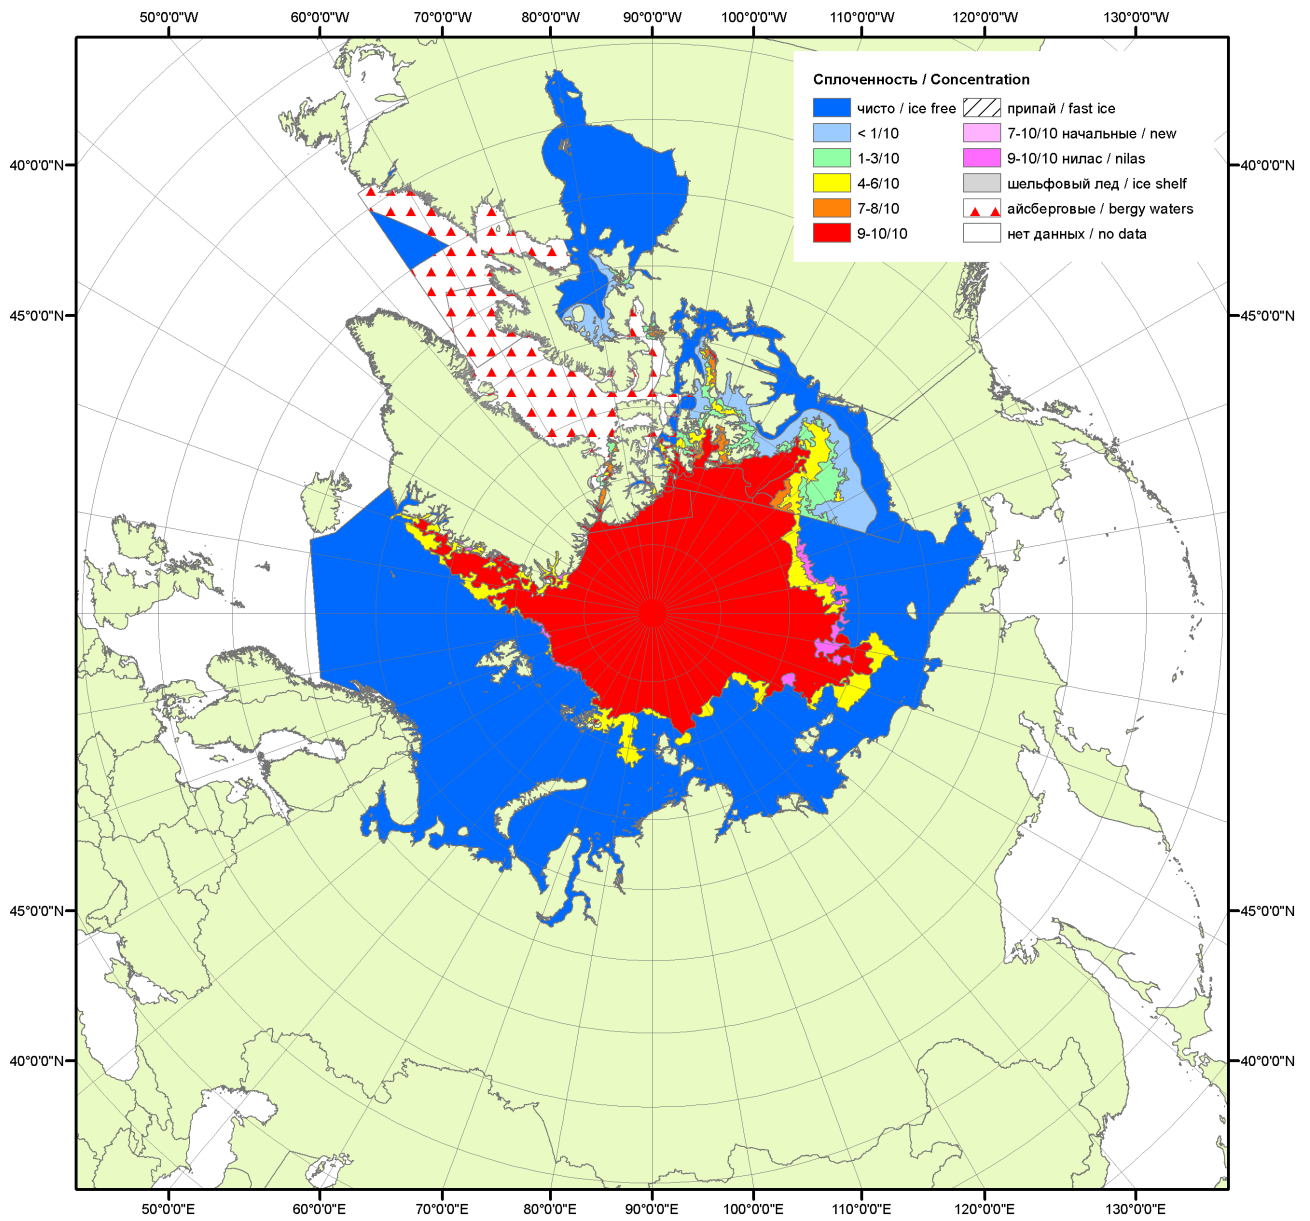 50°0'0"W 60°0'0"W 70°0'0"W 80°0'0"W 90°0'0"W 100°0'0"W 110°0'0"W 120°0'0"W 130°0'0"W
Сплоченность / Concentration
чисто / ice free припай / fast ice
< 1/10 7-10/10 начальные / new
1-3/10 9-10/10 нилас / nilas
4-6/10 шельфовый лед / ice shelf
7-8/10 айсберговые / bergy waters
9-10/10 нет данных / no data
40°0'0"N 40°0'0"N
45°0'0"N 45°0'0"N
45°0'0"N 45°0'0"N
40°0'0"N 40°0'0"N
50°0'0"E 60°0'0"E 70°0'0"E 80°0'0"E 90°0'0"E 100°0'0"E 110°0'0"E 120°0'0"E 130°0'0"E